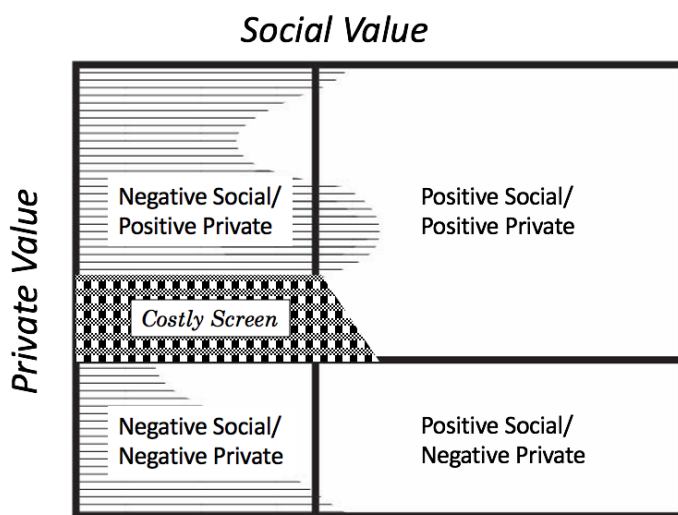 Social Value
Private Value
Negative Social/
Positive Private
Positive Social/
Positive Private
Costly Screen
Negative Social/
Negative Private
Positive Social/
Negative Private